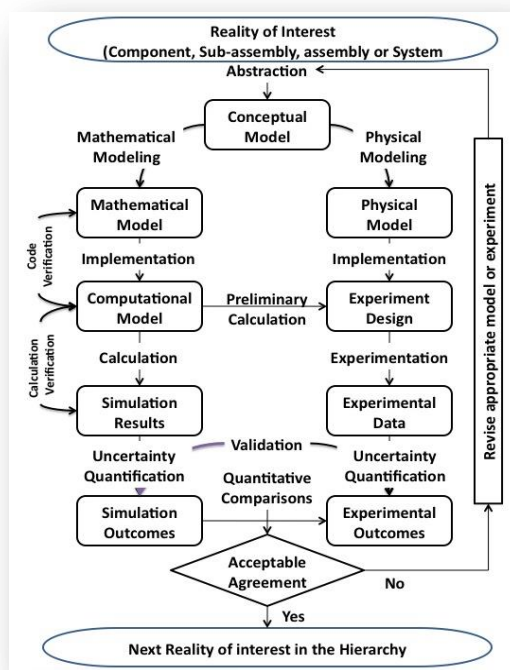 Reality of Interest
(Component, Sub-assembly, assembly or System
Abstraction
Conceptual
Model
Mathematical
Modeling
Physical
Modeling
Mathematical
Model
Physical
Model
Code
Verification
Implementation
Implementation
Computational
Model
Preliminary
Calculation
Experiment
Design
Calculation
Verification
Calculation
Experimentation
Simulation
Results
Experimental
Data
Validation
Uncertainty
Quantification
Uncertainty
Quantification
Quantitative
Comparisons
Simulation
Outcomes
Experimental
Outcomes
Acceptable
Agreement
No
Yes
Revise appropriate model or experiment
Next Reality of interest in the Hierarchy